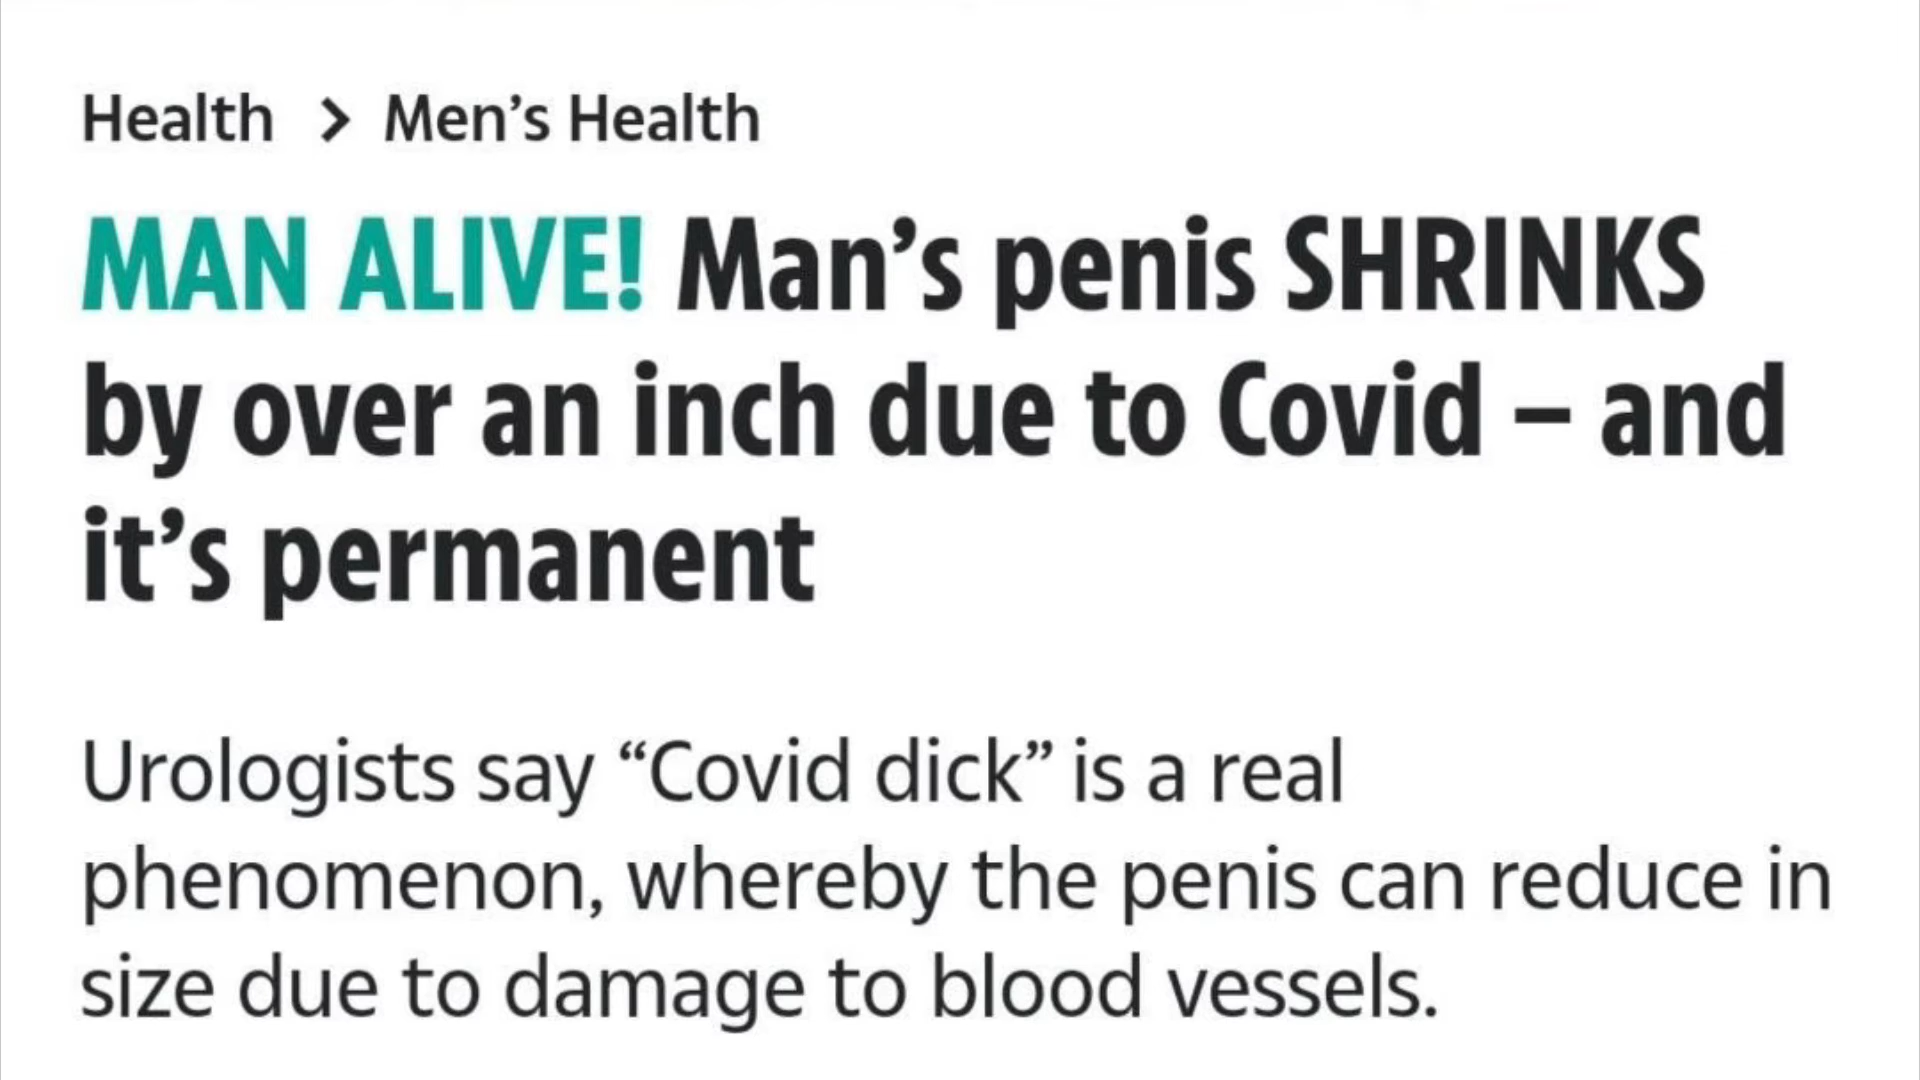 Health > Men’s Health
MAN ALIVE! Man’s penis SHRINKS
by over an inch due to Covid – and
it’s permanent
Urologists say “Covid dick” is a real
phenomenon, whereby the penis can reduce in
size due to damage to blood vessels.